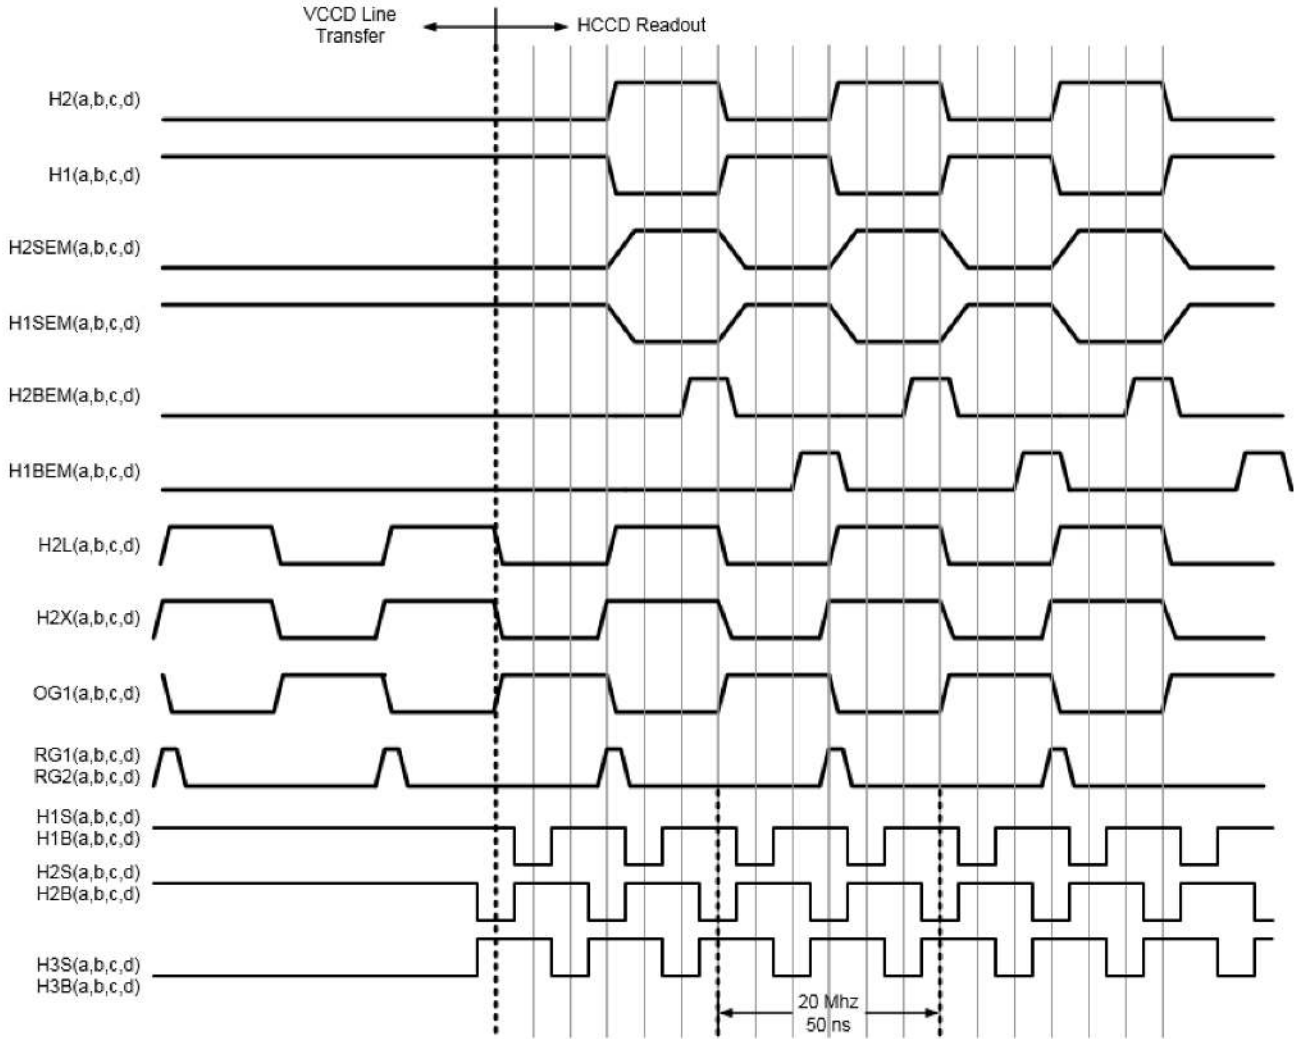 VCCD Line
Transfer
HCCD Readout
H2(a,b,c,d)
H1(a,b,c,d)
H2SEM(a,b,c,d)
H1SEM(a,b,c,d)
H2BEM(a,b,c,d)
H1BEM(a,b,c,d)
H2L(a,b,c,d)
H2X(a,b,c,d)
OG1(a,b,c,d)
RG1(a,b,c,d)
RG2(a,b,c,d)
H1S(a,b,c,d)
H1B(a,b,c,d)
H2S(a,b,c,d)
H2B(a,b,c,d)
H3S(a,b,c,d)
H3B(a,b,c,d)
20 Mhz
50 ns